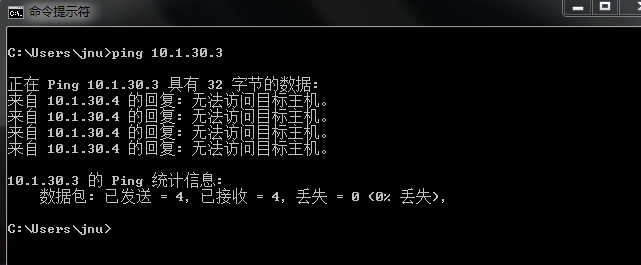 命令提示符
C:\Users\jnu>ping 10.1.30.3
正在 Ping 10.1.30.3 具有 32 字节的数据:
来自 10.1.30.4 的回复: 无法访问目标主机。
来自 10.1.30.4 的回复: 无法访问目标主机。
来自 10.1.30.4 的回复: 无法访问目标主机。
来自 10.1.30.4 的回复: 无法访问目标主机。
10.1.30.3 的 Ping 统计信息:
数据包: 已发送 = 4, 已接收 = 4, 丢失 = 0 (0% 丢失),
C:\Users\jnu>